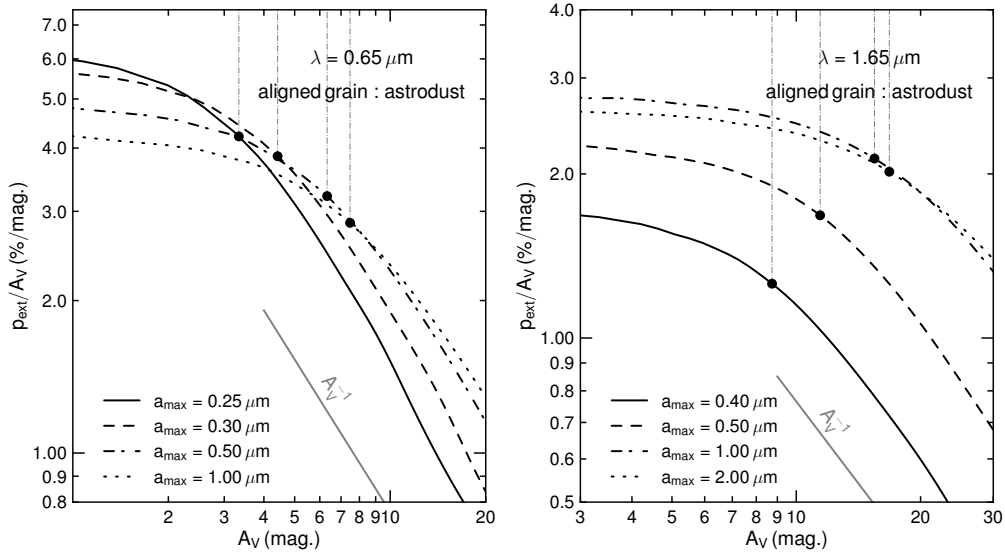 7.0
6.0
5.0
4.0
3.0
2.0
1.00
0.9
0.8
p_ext/A_V (%/mag.)
λ = 0.65 μm
aligned grain : astrodust
A_V^-1
a_max = 0.25 μm
a_max = 0.30 μm
a_max = 0.50 μm
a_max = 1.00 μm
2 3 4 5 6 7 8 9 10 20
A_V (mag.)
4.0
3.0
2.0
1.00
0.9
0.8
0.7
0.6
0.5
p_ext/A_V (%/mag.)
λ = 1.65 μm
aligned grain : astrodust
A_V^-1
a_max = 0.40 μm
a_max = 0.50 μm
a_max = 1.00 μm
a_max = 2.00 μm
3 4 5 6 7 8 9 10 20 30
A_V (mag.)